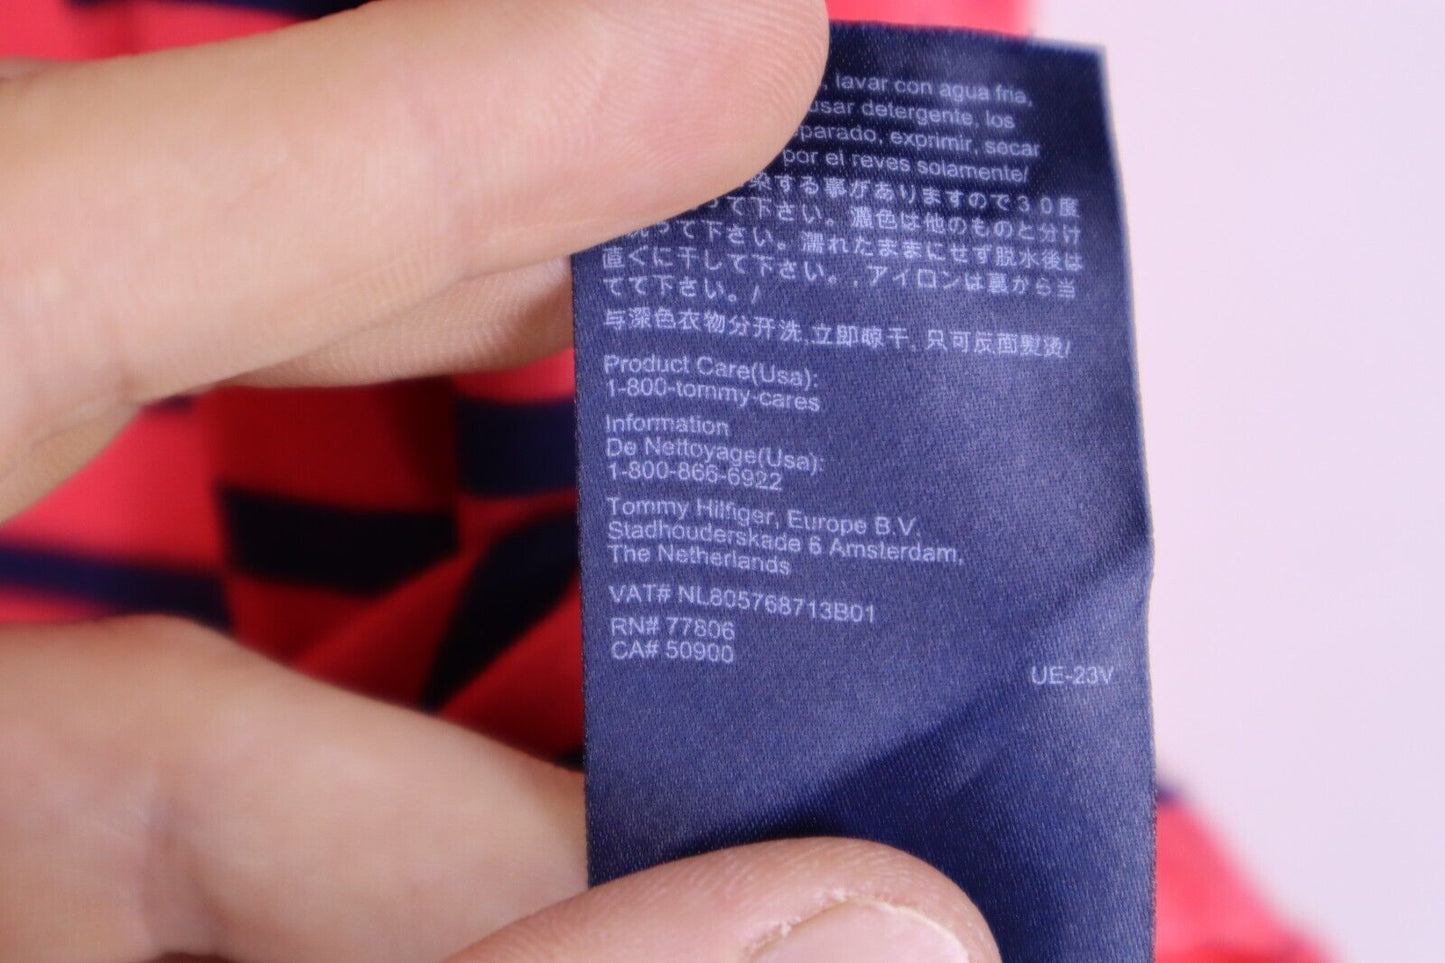 , lavar con agua fria,
usar detergente, los
parado, exprimir, secar
por el reves solamente/
染する事がありますので30度
って下さい。濃色は他のものと分け
洗って下さい。濡れたままにせず脱水後は
直ぐに干して下さい。.アイロンは裏から当
てて下さい。/
与深色衣物分开洗,立即晾干,只可反面熨烫/
Product Care(Usa):
1-800-tommy-cares
Information
De Nettoyage(Usa):
1-800-866-6922
Tommy Hilfiger, Europe B.V.
Stadhouderskade 6 Amsterdam,
The Netherlands
VAT# NL805768713B01
RN# 77806
CA# 50900
UE-23V